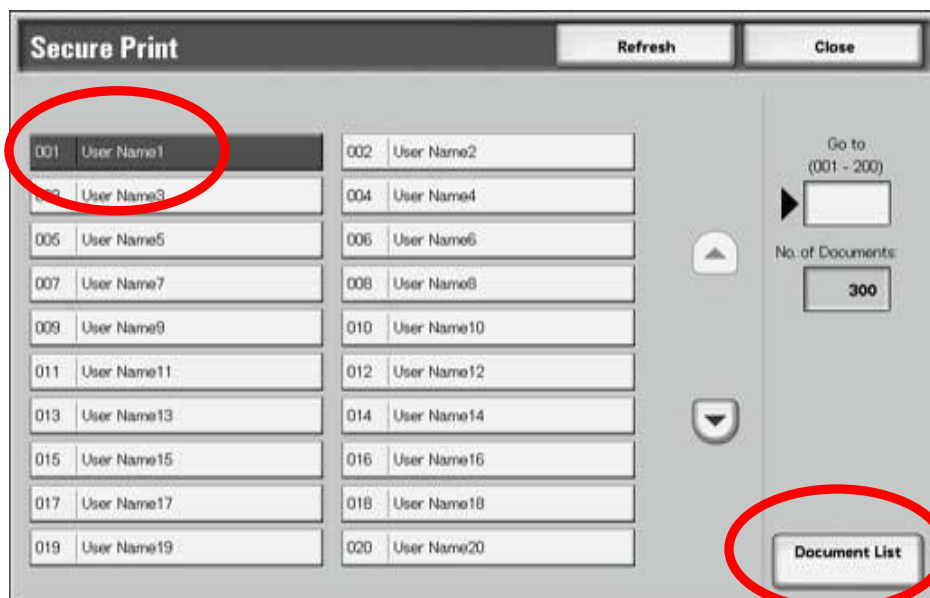 Secure Print Refresh Close
001 User Name1 002 User Name2 Go to
(001 - 200)
003 User Name3 004 User Name4
005 User Name5 006 User Name6 No. of Documents:
007 User Name7 008 User Name8 300
009 User Name9 010 User Name10
011 User Name11 012 User Name12
013 User Name13 014 User Name14
015 User Name15 016 User Name16
017 User Name17 018 User Name18
019 User Name19 020 User Name20 Document List